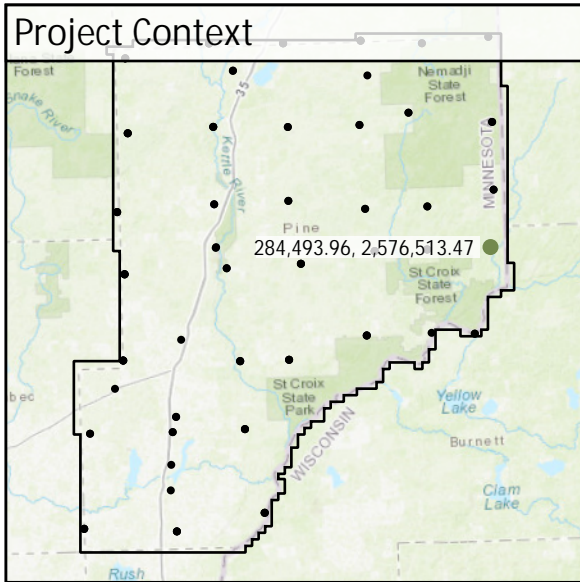 Project Context
Forest
Snake River
35
Kettle River
Nemadji
State
Forest
MINNESOTA
Pine
284,493.96, 2,576,513.47
St Croix
State
Forest
St Croix
State
Park
WISCONSIN
bec
Yellow
Lake
Burnett
Clam
Lake
Rush